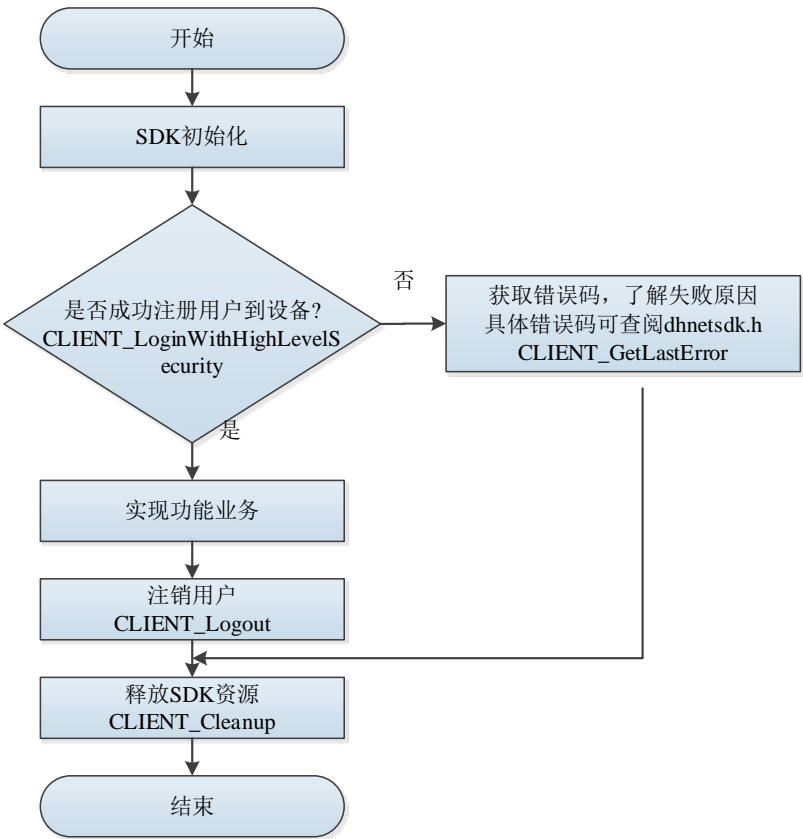 开始
SDK初始化
是否成功注册用户到设备?
CLIENT_LoginWithHighLevelS
ecurity
否
获取错误码，了解失败原因
具体错误码可查阅dhnetsdk.h
CLIENT_GetLastError
是
实现功能业务
注销用户
CLIENT_Logout
释放SDK资源
CLIENT_Cleanup
结束